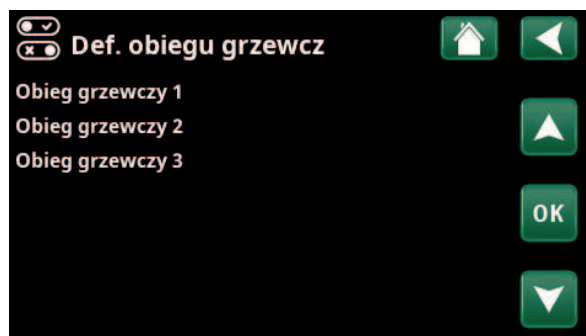 Def. obiegu grzewcz
Obieg grzewczy 1
Obieg grzewczy 2
Obieg grzewczy 3
OK